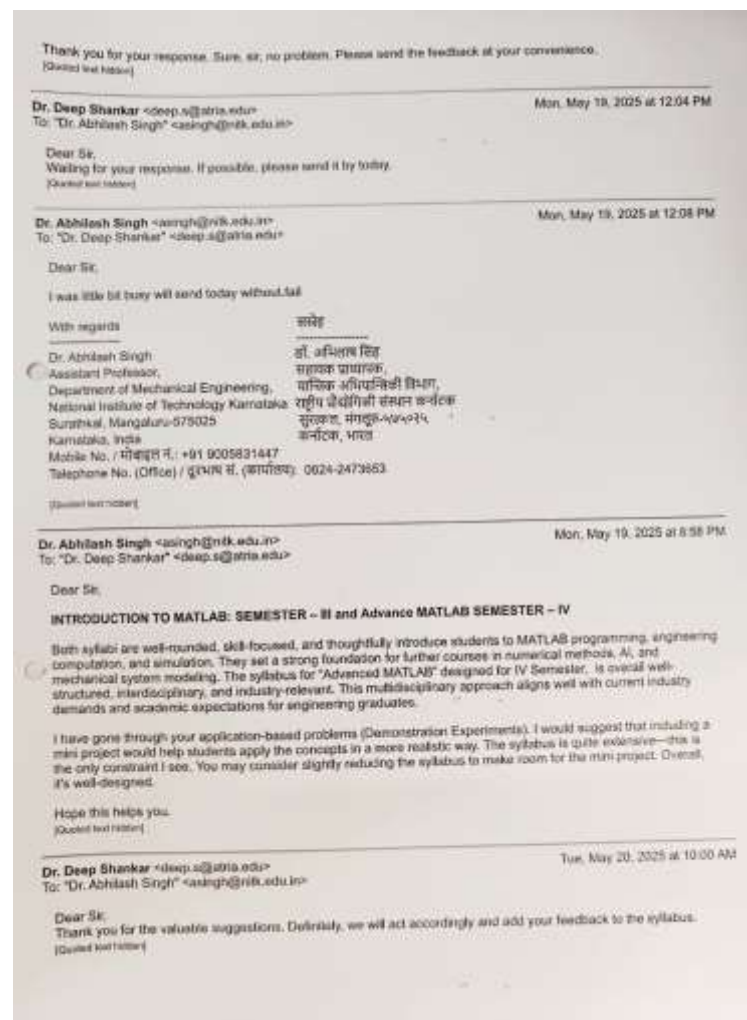 Thank you for your response. Sure, sir, no problem. Please send the feedback at your convenience.
[Quoted text hidden]
Dr. Deep Shankar <deep.s@atria.edu>
Mon, May 19, 2025 at 12:04 PM
To: "Dr. Abhilash Singh" <asingh@nitk.edu.in>
Dear Sir,
Waiting for your response. If possible, please send it by today.
[Quoted text hidden]
Dr. Abhilash Singh <asingh@nitk.edu.in>
Mon, May 19, 2025 at 12:08 PM
To: "Dr. Deep Shankar" <deep.s@atria.edu>
Dear Sir,
I was little bit busy will send today without fail
With regards
सस्नेह
Dr. Abhilash Singh
डॉ. अभिलाष सिंह
Assistant Professor,
सहायक प्राध्यापक,
Department of Mechanical Engineering,
यान्त्रिक अभियान्त्रिकी विभाग,
National Institute of Technology Karnataka
राष्ट्रीय प्रौद्योगिकी संस्थान कर्नाटक
Surathkal, Mangaluru-575025
सुरत्कल, मंगलूरु-५७५०२५
Karnataka, India
कर्नाटक, भारत
Mobile No. / मोबाइल नं.: +91 9005831447
Telephone No. (Office) / दूरभाष सं. (कार्यालय): 0824-2473653
[Quoted text hidden]
Dr. Abhilash Singh <asingh@nitk.edu.in>
Mon, May 19, 2025 at 8:58 PM
To: "Dr. Deep Shankar" <deep.s@atria.edu>
Dear Sir,
INTRODUCTION TO MATLAB: SEMESTER – III and Advance MATLAB SEMESTER – IV
Both syllabi are well-rounded, skill-focused, and thoughtfully introduce students to MATLAB programming, engineering
computation, and simulation. They set a strong foundation for further courses in numerical methods, AI, and
mechanical system modeling. The syllabus for "Advanced MATLAB" designed for IV Semester, is overall well-
structured, interdisciplinary, and industry-relevant. This multidisciplinary approach aligns well with current industry
demands and academic expectations for engineering graduates.
I have gone through your application-based problems (Demonstration Experiments). I would suggest that including a
mini project would help students apply the concepts in a more realistic way. The syllabus is quite extensive—this is
the only constraint I see. You may consider slightly reducing the syllabus to make room for the mini project. Overall,
it's well-designed.
Hope this helps you.
[Quoted text hidden]
Dr. Deep Shankar <deep.s@atria.edu>
Tue, May 20, 2025 at 10:00 AM
To: "Dr. Abhilash Singh" <asingh@nitk.edu.in>
Dear Sir,
Thank you for the valuable suggestions. Definitely, we will act accordingly and add your feedback to the syllabus.
[Quoted text hidden]